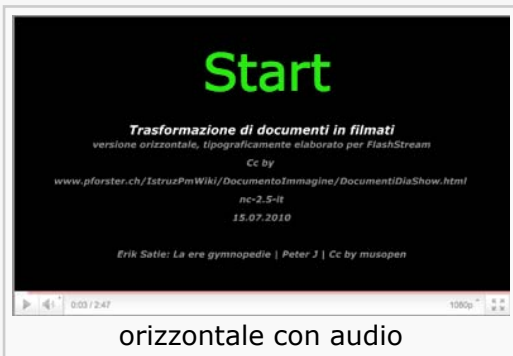 Start
Trasformazione di documenti in filmati
versione orizzontale, tipograficamente elaborato per FlashStream
Cc by
www.pforster.ch/IstruzPmWiki/DocumentoImmagine/DocumentiDiaShow.html
nc-2.5-it
15.07.2010
Erik Satie: La ere gymnopedie | Peter J | Cc by musopen
0:03 / 2:47 1080p
orizzontale con audio